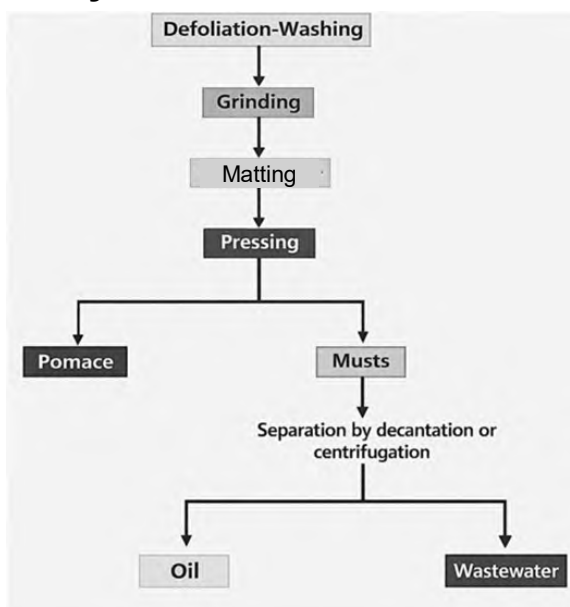 Defoliation-Washing
Grinding
Matting
Pressing
Pomace
Musts
Separation by decantation or
centrifugation
Oil
Wastewater